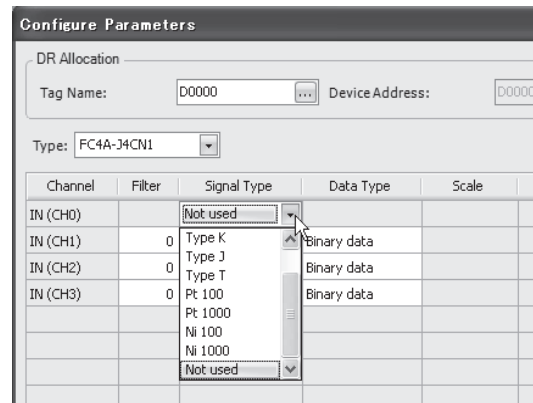 Configure Parameters
DR Allocation
Tag Name: D0000 ... Device Address: D0000
Type: FC4A-J4CN1
Channel Filter Signal Type Data Type Scale
IN (CH0) Not used
IN (CH1) 0 Type K Binary data
Type J
IN (CH2) 0 Type T Binary data
IN (CH3) 0 Pt 100 Binary data
Pt 1000
Ni 100
Ni 1000
Not used